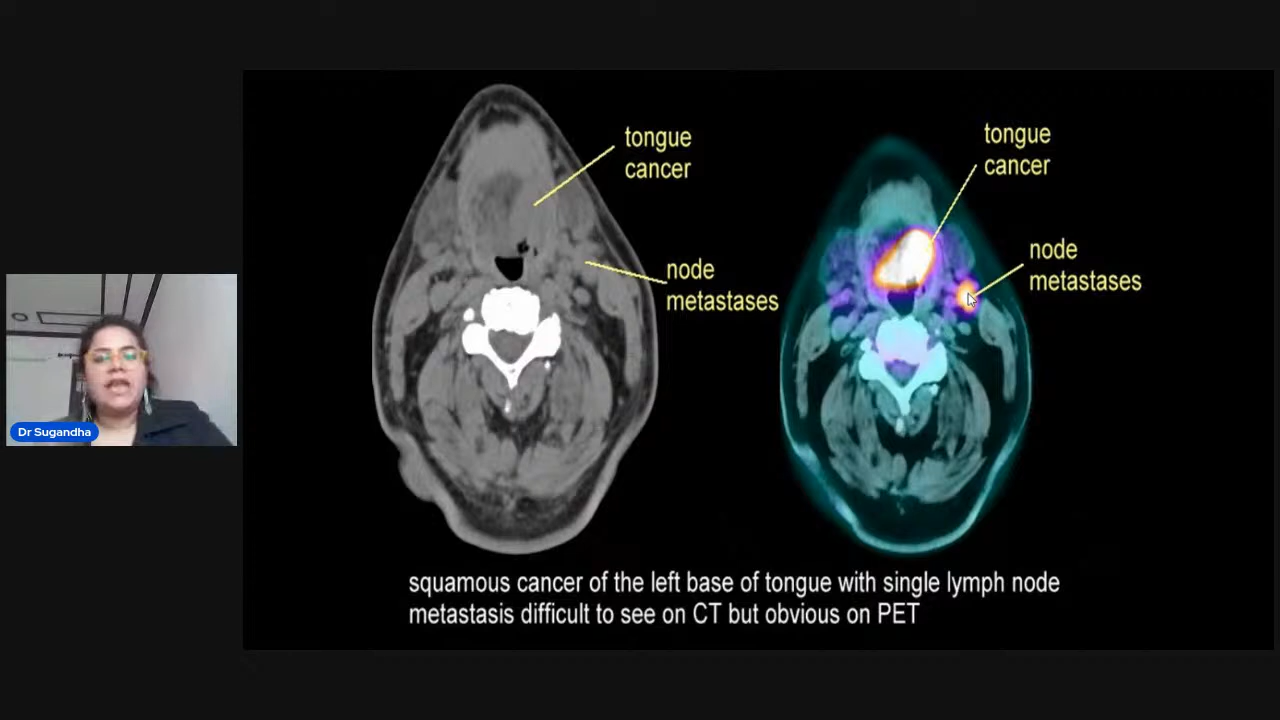 tongue
cancer
node
metastases
tongue
cancer
node
metastases
Dr Sugandha
squamous cancer of the left base of tongue with single lymph node
metastasis difficult to see on CT but obvious on PET